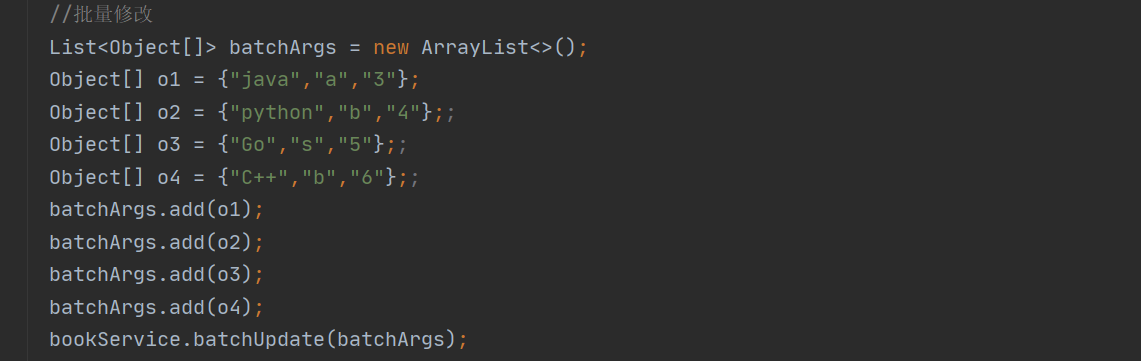 //批量修改
List<Object[]> batchArgs = new ArrayList<>();
Object[] o1 = {"java","a","3"};
Object[] o2 = {"python","b","4"};;
Object[] o3 = {"Go","s","5"};;
Object[] o4 = {"C++","b","6"};;
batchArgs.add(o1);
batchArgs.add(o2);
batchArgs.add(o3);
batchArgs.add(o4);
bookService.batchUpdate(batchArgs);